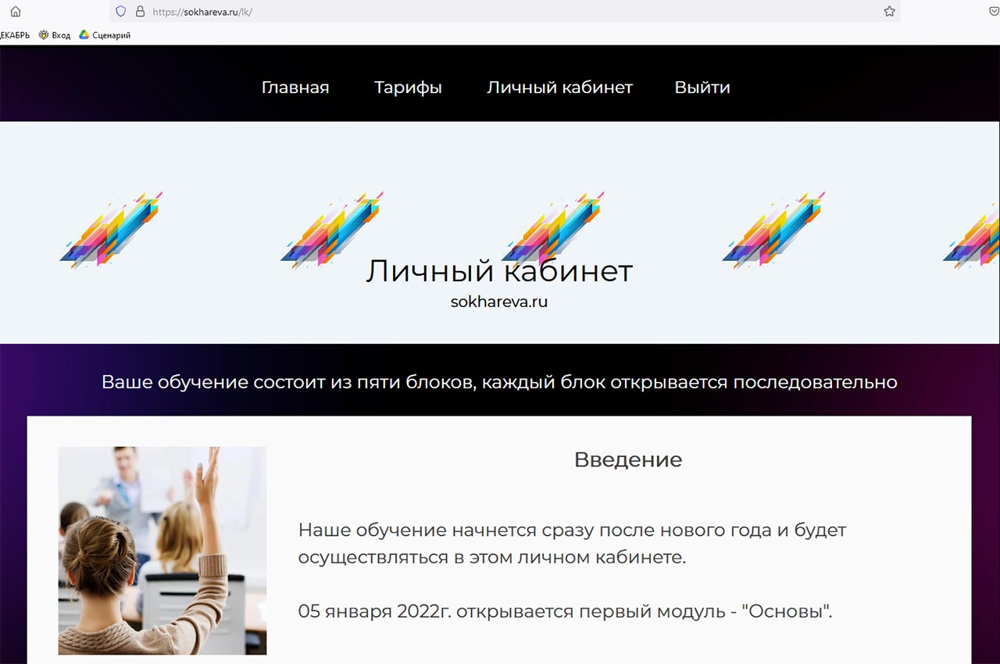 https://sokhareva.ru/lk/
ЕКАБРЬ Вход Сценарий
Главная Тарифы Личный кабинет Выйти
Личный кабинет
sokhareva.ru
Ваше обучение состоит из пяти блоков, каждый блок открывается последовательно
Введение
Наше обучение начнется сразу после нового года и будет
осуществляться в этом личном кабинете.
05 января 2022г. открывается первый модуль - "Основы".